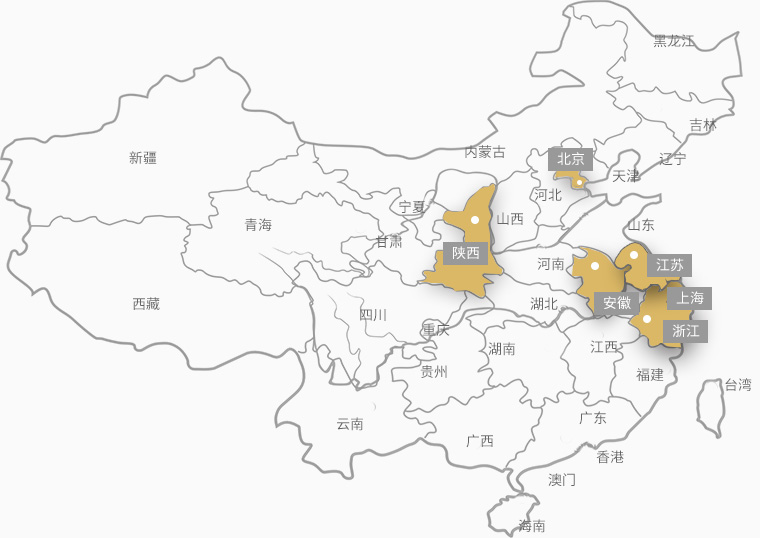 黑龙江
吉林
内蒙古
北京
新疆
辽宁
天津
河北
宁夏
山西
青海
山东
甘肃
陕西
河南
江苏
西藏
安徽
上海
湖北
四川
重庆
浙江
湖南
江西
贵州
福建
台湾
广东
云南
广西
香港
澳门
海南